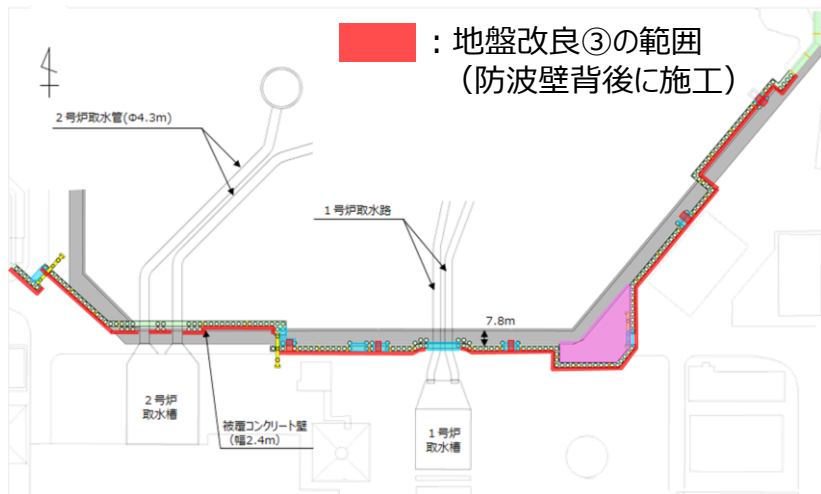 ：地盤改良③の範囲
（防波壁背後に施工）
2号炉取水管(Φ4.3m)
1号炉取水路
7.8m
2号炉
取水槽
被覆コンクリート壁
（幅2.4m）
1号炉
取水槽